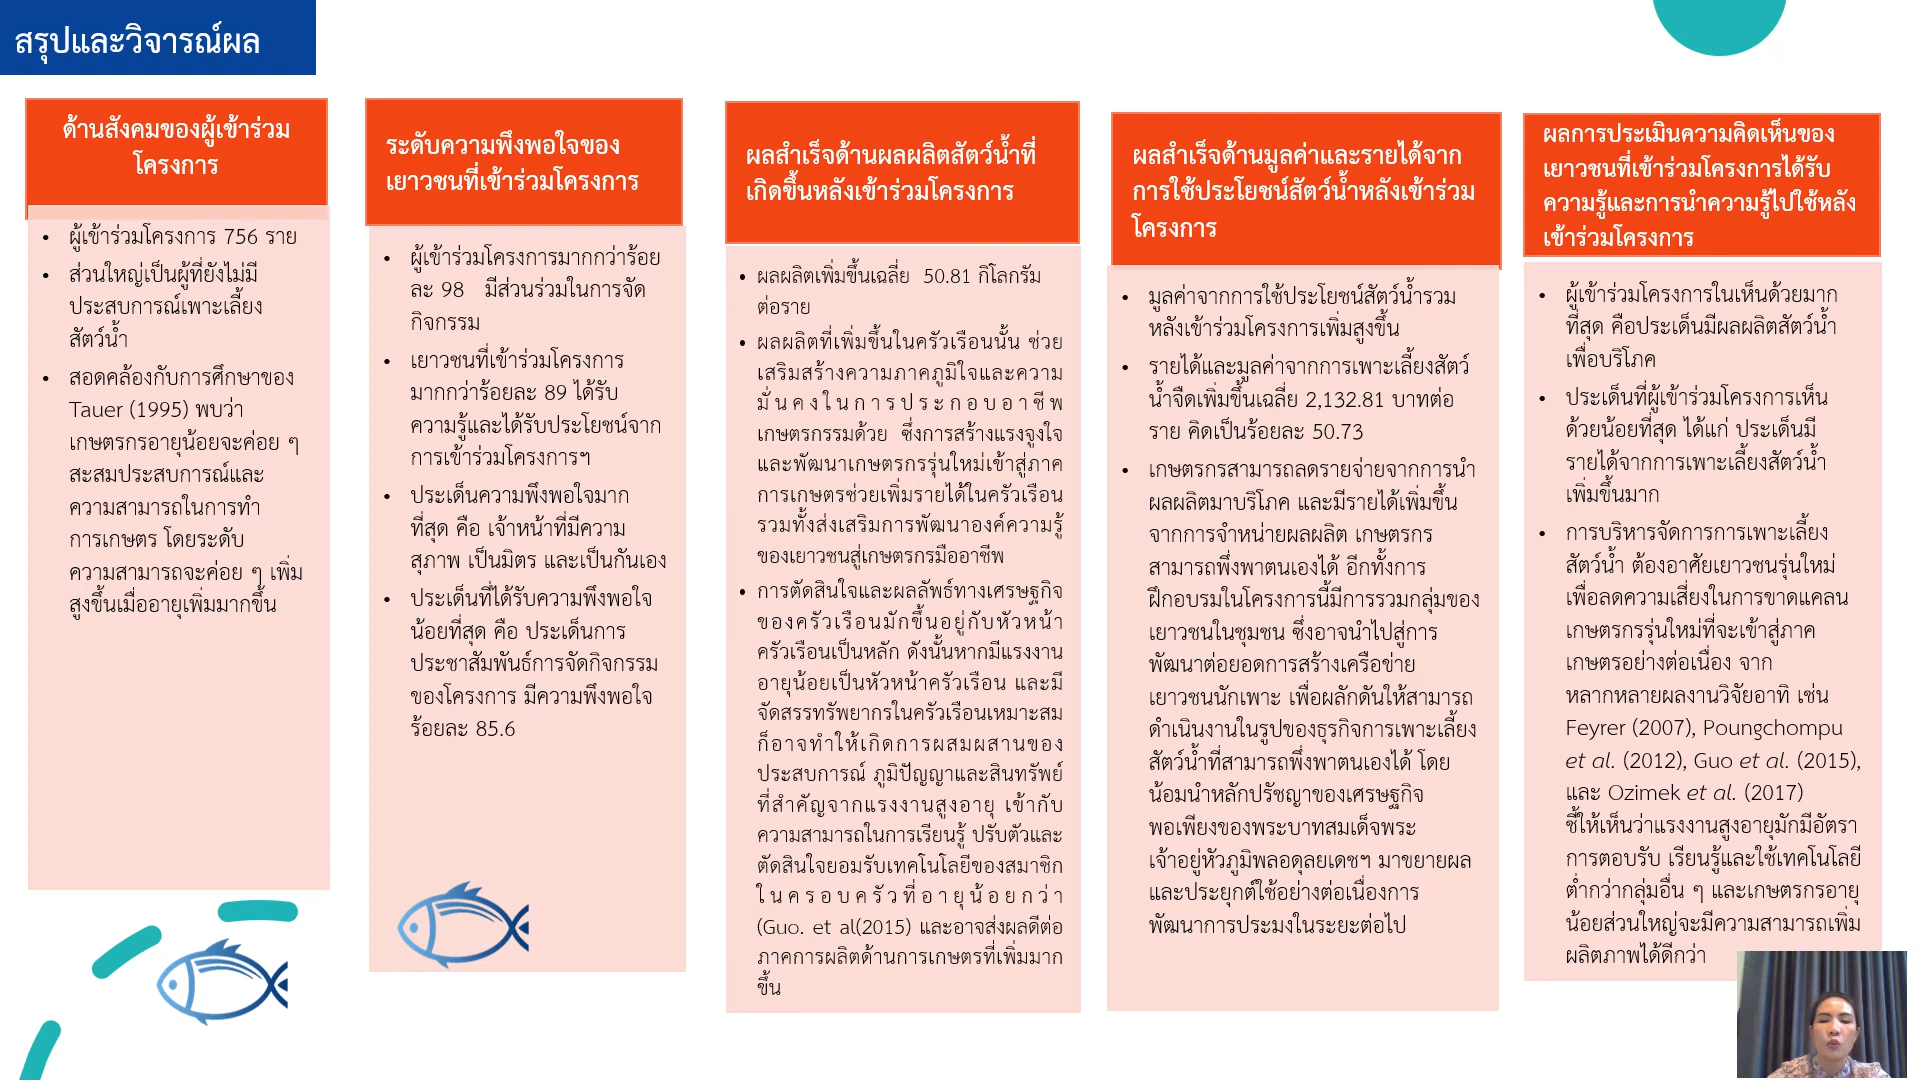 สรุปและวิจารณ์ผล
ด้านสังคมของผู้เข้าร่วม
โครงการ
• ผู้เข้าร่วมโครงการ 756 ราย
• ส่วนใหญ่เป็นผู้ที่ยังไม่มี
ประสบการณ์เพาะเลี้ยง
สัตว์น้ำ
• สอดคล้องกับการศึกษาของ
Tauer (1995) พบว่า
เกษตรกรอายุน้อยจะค่อย ๆ
สะสมประสบการณ์และ
ความสามารถในการทำ
การเกษตร โดยระดับ
ความสามารถจะค่อย ๆ เพิ่ม
สูงขึ้นเมื่ออายุเพิ่มมากขึ้น
ระดับความพึงพอใจของ
เยาวชนที่เข้าร่วมโครงการ
• ผู้เข้าร่วมโครงการมากกว่าร้อย
ละ 98 มีส่วนร่วมในการจัด
กิจกรรม
• เยาวชนที่เข้าร่วมโครงการ
มากกว่าร้อยละ 89 ได้รับ
ความรู้และได้รับประโยชน์จาก
การเข้าร่วมโครงการฯ
• ประเด็นความพึงพอใจมาก
ที่สุด คือ เจ้าหน้าที่มีความ
สุภาพ เป็นมิตร และเป็นกันเอง
• ประเด็นที่ได้รับความพึงพอใจ
น้อยที่สุด คือ ประเด็นการ
ประชาสัมพันธ์การจัดกิจกรรม
ของโครงการ มีความพึงพอใจ
ร้อยละ 85.6
ผลสำเร็จด้านผลผลิตสัตว์น้ำที่
เกิดขึ้นหลังเข้าร่วมโครงการ
• ผลผลิตเพิ่มขึ้นเฉลี่ย 50.81 กิโลกรัม
ต่อราย
• ผลผลิตที่เพิ่มขึ้นในครัวเรือนนั้น ช่วย
เสริมสร้างความภาคภูมิใจและความ
มั่นคงในการประกอบอาชีพ
เกษตรกรรมด้วย ซึ่งการสร้างแรงจูงใจ
และพัฒนาเกษตรกรรุ่นใหม่เข้าสู่ภาค
การเกษตรช่วยเพิ่มรายได้ในครัวเรือน
รวมทั้งส่งเสริมการพัฒนาองค์ความรู้
ของเยาวชนสู่เกษตรกรมืออาชีพ
• การตัดสินใจและผลลัพธ์ทางเศรษฐกิจ
ของครัวเรือนมักขึ้นอยู่กับหัวหน้า
ครัวเรือนเป็นหลัก ดังนั้นหากมีแรงงาน
อายุน้อยเป็นหัวหน้าครัวเรือน และมี
จัดสรรทรัพยากรในครัวเรือนเหมาะสม
ก็อาจทำให้เกิดการผสมผสานของ
ประสบการณ์ ภูมิปัญญาและสินทรัพย์
ที่สำคัญจากแรงงานสูงอายุ เข้ากับ
ความสามารถในการเรียนรู้ ปรับตัวและ
ตัดสินใจยอมรับเทคโนโลยีของสมาชิก
ในครอบครัวที่อายุน้อยกว่า
(Guo. et al(2015) และอาจส่งผลดีต่อ
ภาคการผลิตด้านการเกษตรที่เพิ่มมาก
ขึ้น
ผลสำเร็จด้านมูลค่าและรายได้จาก
การใช้ประโยชน์สัตว์น้ำหลังเข้าร่วม
โครงการ
• มูลค่าจากการใช้ประโยชน์สัตว์น้ำรวม
หลังเข้าร่วมโครงการเพิ่มสูงขึ้น
• รายได้และมูลค่าจากการเพาะเลี้ยงสัตว์
น้ำจืดเพิ่มขึ้นเฉลี่ย 2,132.81 บาทต่อ
ราย คิดเป็นร้อยละ 50.73
• เกษตรกรสามารถลดรายจ่ายจากการนำ
ผลผลิตมาบริโภค และมีรายได้เพิ่มขึ้น
จากการจำหน่ายผลผลิต เกษตรกร
สามารถพึ่งพาตนเองได้ อีกทั้งการ
ฝึกอบรมในโครงการนี้มีการรวมกลุ่มของ
เยาวชนในชุมชน ซึ่งอาจนำไปสู่การ
พัฒนาต่อยอดการสร้างเครือข่าย
เยาวชนนักเพาะ เพื่อผลักดันให้สามารถ
ดำเนินงานในรูปของธุรกิจการเพาะเลี้ยง
สัตว์น้ำที่สามารถพึ่งพาตนเองได้ โดย
น้อมนำหลักปรัชญาของเศรษฐกิจ
พอเพียงของพระบาทสมเด็จพระ
เจ้าอยู่หัวภูมิพลอดุลยเดชฯ มาขยายผล
และประยุกต์ใช้อย่างต่อเนื่องการ
พัฒนาการประมงในระยะต่อไป
ผลการประเมินความคิดเห็นของ
เยาวชนที่เข้าร่วมโครงการได้รับ
ความรู้และการนำความรู้ไปใช้หลัง
เข้าร่วมโครงการ
• ผู้เข้าร่วมโครงการในเห็นด้วยมาก
ที่สุด คือประเด็นมีผลผลิตสัตว์น้ำ
เพื่อบริโภค
• ประเด็นที่ผู้เข้าร่วมโครงการเห็น
ด้วยน้อยที่สุด ได้แก่ ประเด็นมี
รายได้จากการเพาะเลี้ยงสัตว์น้ำ
เพิ่มขึ้นมาก
• การบริหารจัดการการเพาะเลี้ยง
สัตว์น้ำ ต้องอาศัยเยาวชนรุ่นใหม่
เพื่อลดความเสี่ยงในการขาดแคลน
เกษตรกรรุ่นใหม่ที่จะเข้าสู่ภาค
เกษตรอย่างต่อเนื่อง จาก
หลากหลายผลงานวิจัยอาทิ เช่น
Feyrer (2007), Poungchompu
et al. (2012), Guo et al. (2015),
และ Ozimek et al. (2017)
ชี้ให้เห็นว่าแรงงานสูงอายุมักมีอัตรา
การตอบรับ เรียนรู้และใช้เทคโนโลยี
ต่ำกว่ากลุ่มอื่น ๆ และเกษตรกรอายุ
น้อยส่วนใหญ่จะมีความสามารถเพิ่ม
ผลิตภาพได้ดีกว่า